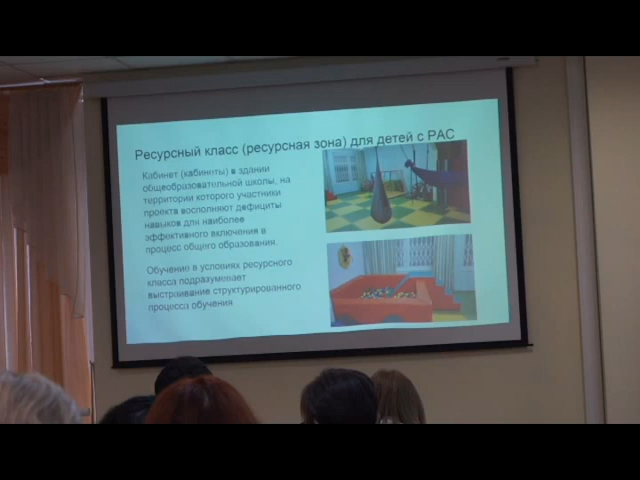 Ресурсный класс (ресурсная зона) для детей с РАС
Кабинет (кабинеты) в здании
общеобразовательной школы, на
территории которого участники
проекта восполняют дефициты
навыков для наиболее
эффективного включения в
процесс общего образования.
Обучение в условиях ресурсного
класса подразумевает
выстраивание структурированного
процесса обучения